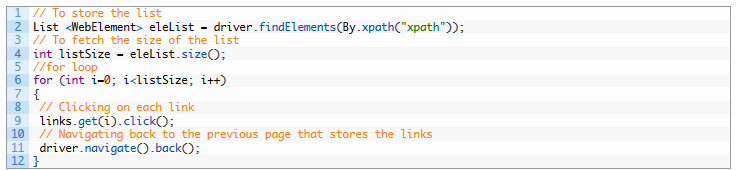 1 // To store the list
2 List <WebElement> eleList = driver.findElements(By.xpath("xpath"));
3 // To fetch the size of the list
4 int listSize = eleList.size();
5 //for loop
6 for (int i=0; i<listSize; i++)
7 {
8 // Clicking on each link
9 links.get(i).click();
10 // Navigating back to the previous page that stores the links
11 driver.navigate().back();
12 }